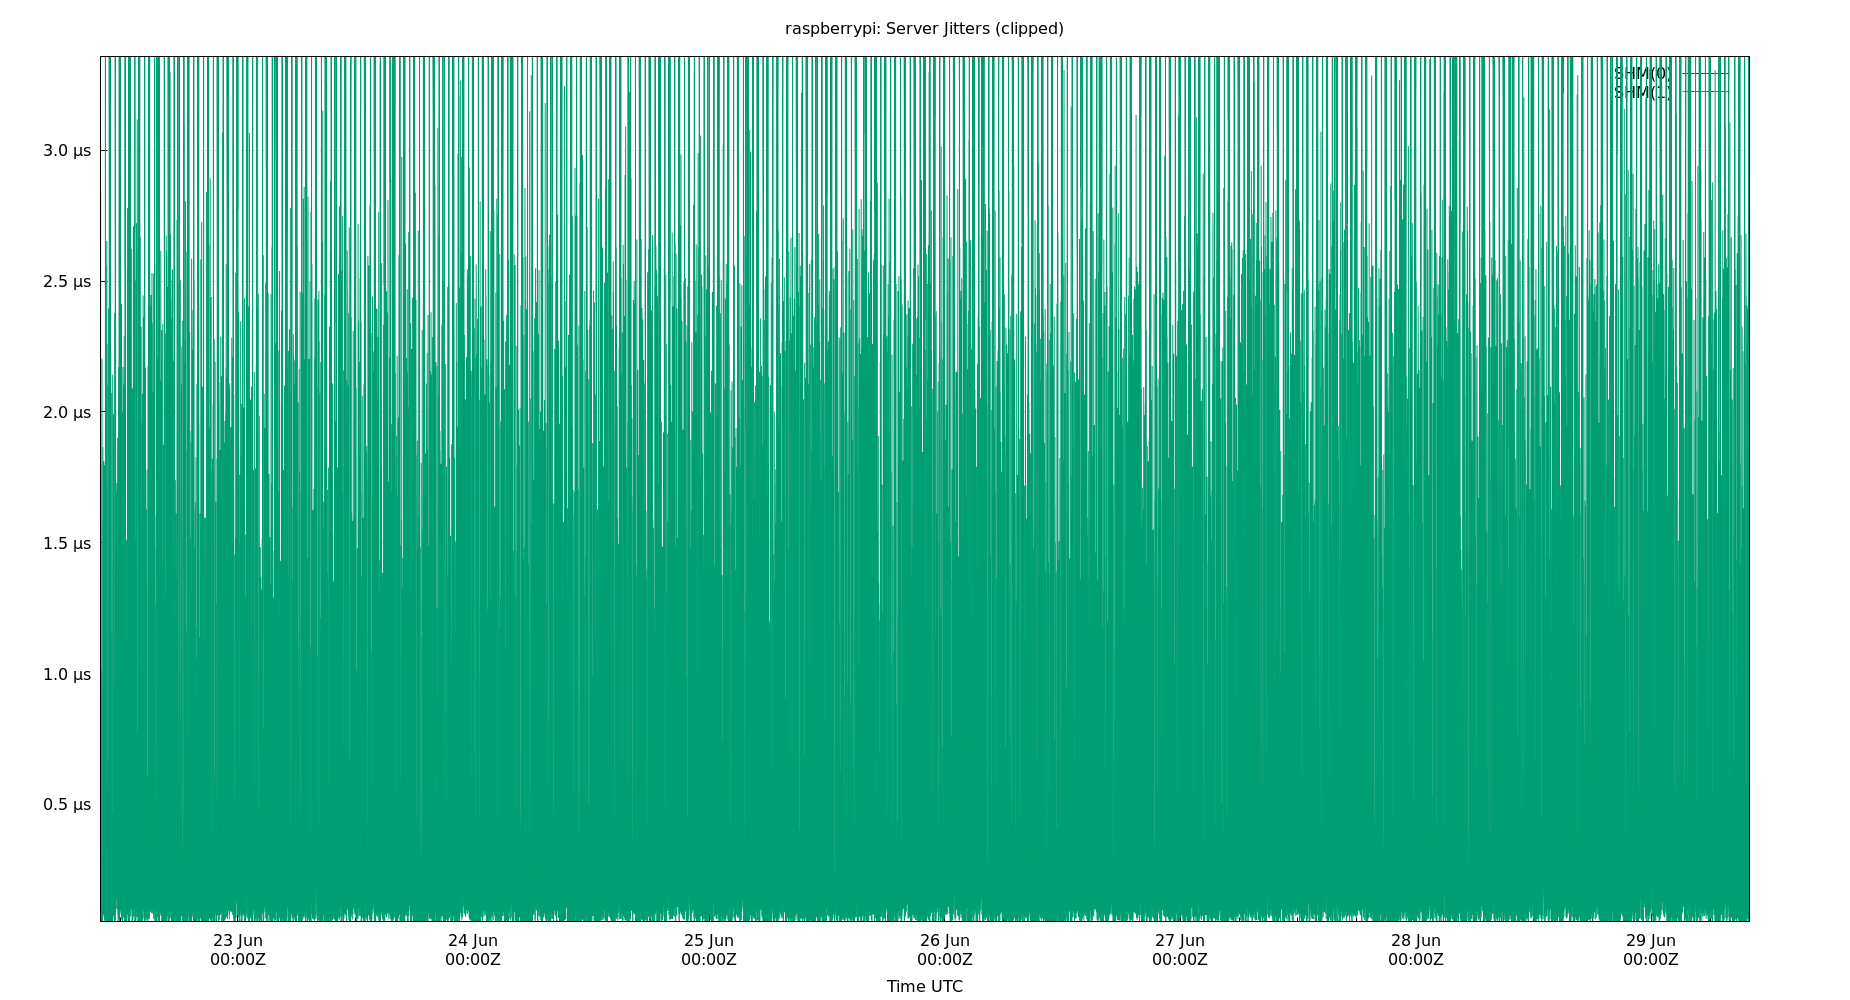 raspberrypi: Server Jitters (clipped)
SHM(0)
SHM(1)
3.0 μs
2.5 μs
2.0 μs
1.5 μs
1.0 μs
0.5 μs
23 Jun 24 Jun 25 Jun 26 Jun 27 Jun 28 Jun 29 Jun
00:00Z 00:00Z 00:00Z 00:00Z 00:00Z 00:00Z 00:00Z
Time UTC